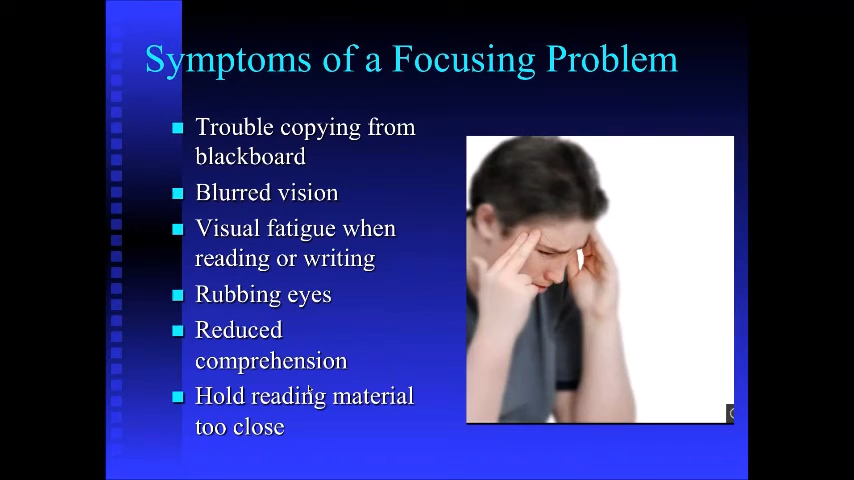 Symptoms of a Focusing Problem
Trouble copying from
blackboard
Blurred vision
Visual fatigue when
reading or writing
Rubbing eyes
Reduced
comprehension
Hold reading material
too close